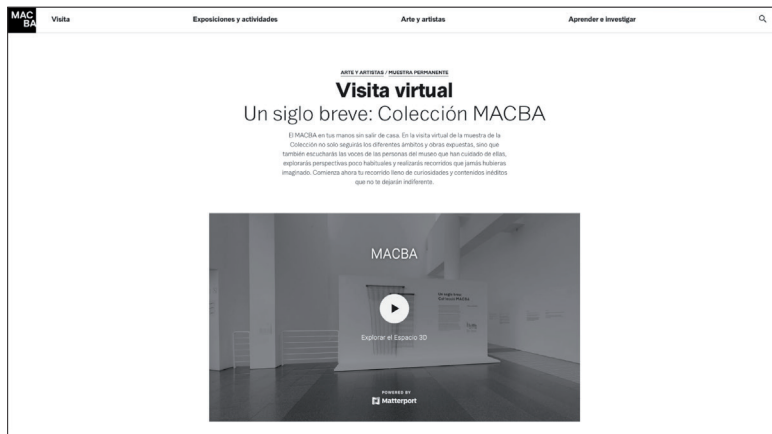 MAC
BA
Visita
Exposiciones y actividades
Arte y artistas
Aprender e investigar
ARTE Y ARTISTAS / MUESTRA PERMANENTE
Visita virtual
Un siglo breve: Colección MACBA
El MACBA en tus manos sin salir de casa. En la visita virtual de la muestra de la
Colección no solo seguirás los diferentes ámbitos y obras expuestas, sino que
también escucharás las voces de las personas del museo que han cuidado de ellas,
explorarás perspectivas poco habituales y realizarás recorridos que jamás hubieras
imaginado. Comienza ahora tu recorrido lleno de curiosidades y contenidos inéditos
que no te dejarán indiferente.
MACBA
Un siglo breve:
Colección MACBA
Explorar el Espacio 3D
POWERED BY
Matterport